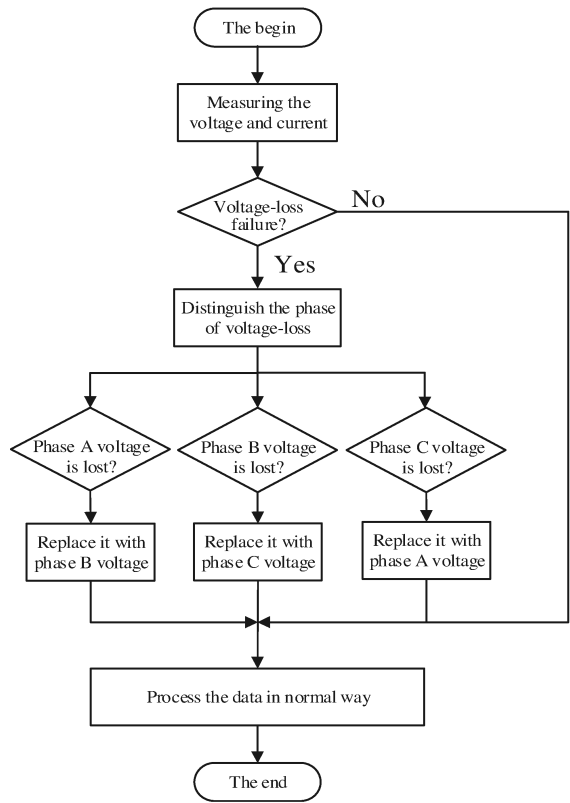 The begin
Measuring the
voltage and current
Voltage-loss
failure?
No
Yes
Distinguish the phase
of voltage-loss
Phase A voltage
is lost?
Phase B voltage
is lost?
Phase C voltage
is lost?
Replace it with
phase B voltage
Replace it with
phase C voltage
Replace it with
phase A voltage
Process the data in normal way
The end